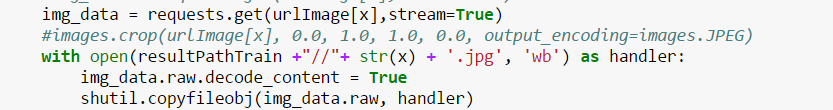 img_data = requests.get(urlImage[x],stream=True)
#images.crop(urlImage[x], 0.0, 1.0, 1.0, 0.0, output_encoding=images.JPEG)
with open(resultPathTrain +"//"+ str(x) + '.jpg', 'wb') as handler:
    img_data.raw.decode_content = True
    shutil.copyfileobj(img_data.raw, handler)